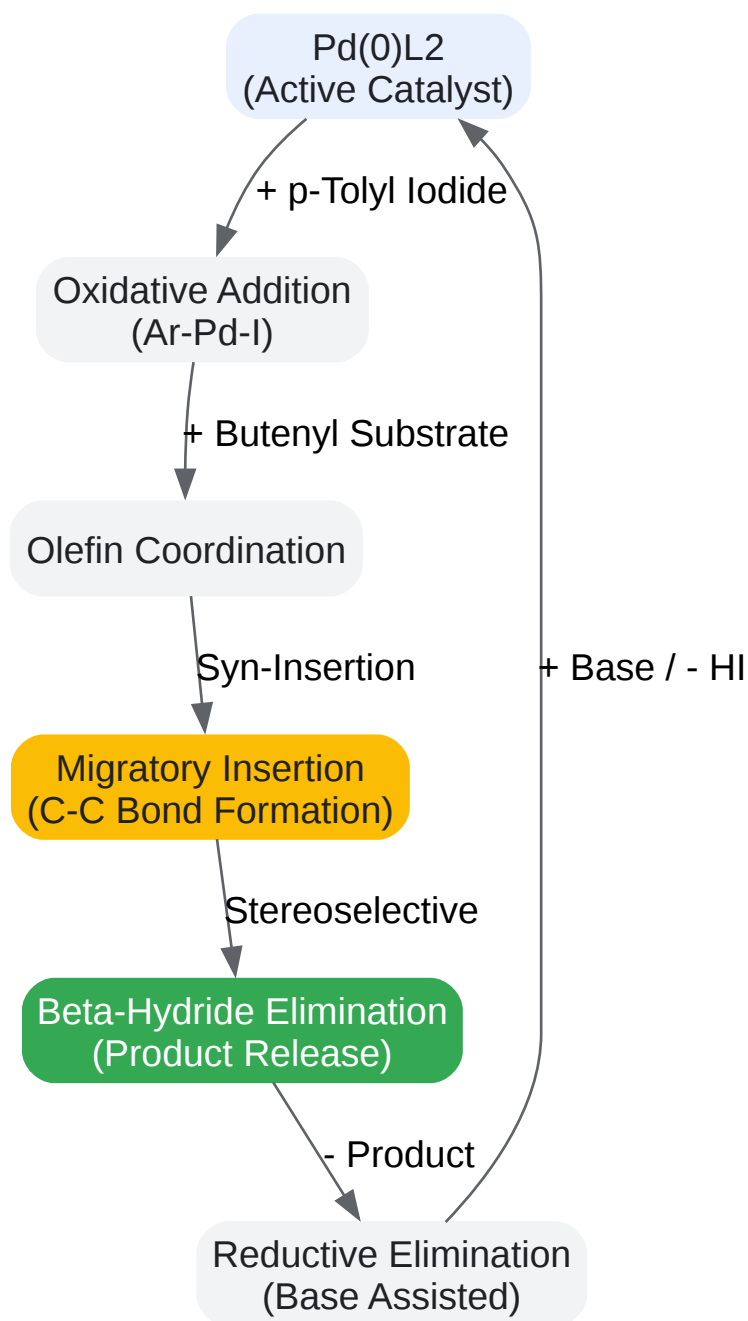 Pd(0)L2
(Active Catalyst)
+ p-Tolyl Iodide
Oxidative Addition
(Ar-Pd-I)
+ Butenyl Substrate
Olefin Coordination
Syn-Insertion
+ Base / - HI
Migratory Insertion
(C-C Bond Formation)
Stereoselective
Beta-Hydride Elimination
(Product Release)
- Product
Reductive Elimination
(Base Assisted)